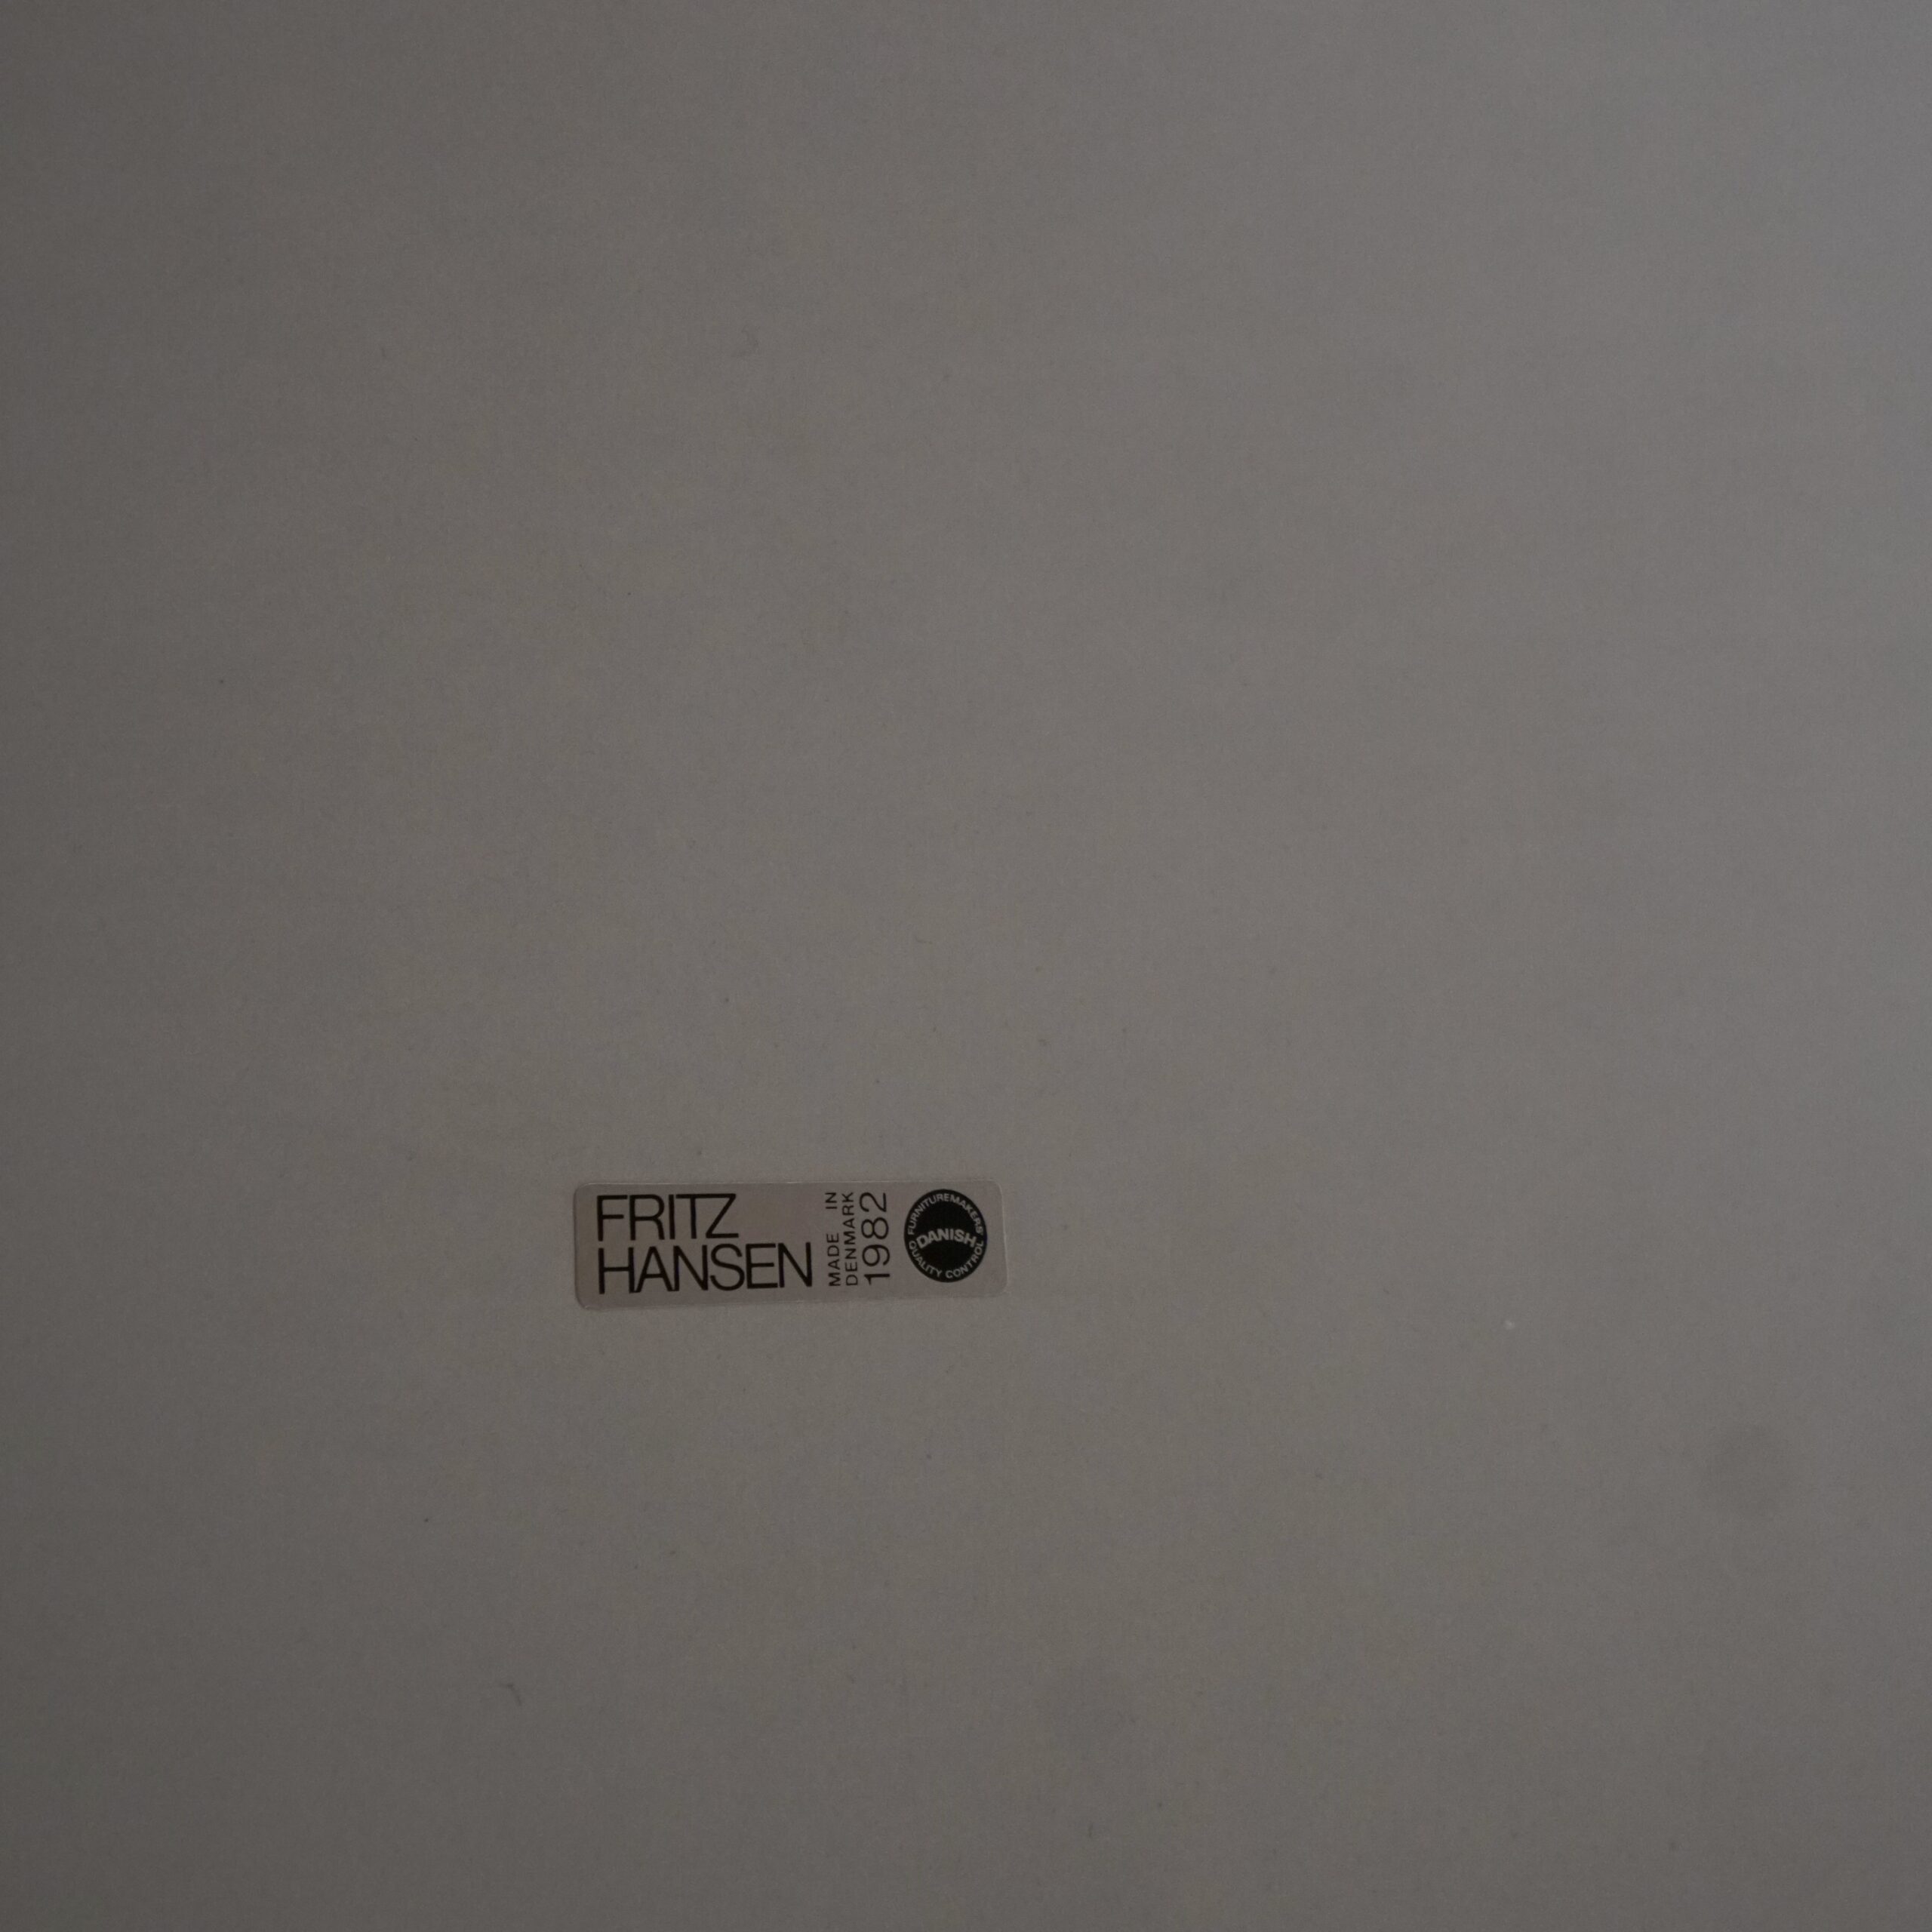 FRITZ
HANSEN
MADE IN
DENMARK
1982
FURNITUREMAKERS'
DANISH
QUALITY CONTROL